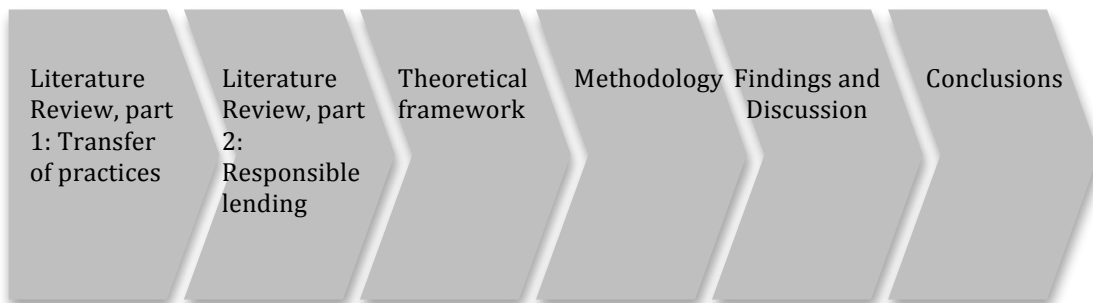 Literature
Review, part
1: Transfer
of practices
Literature
Review, part
2:
Responsible
lending
Theoretical
framework
Methodology
Findings and
Discussion
Conclusions